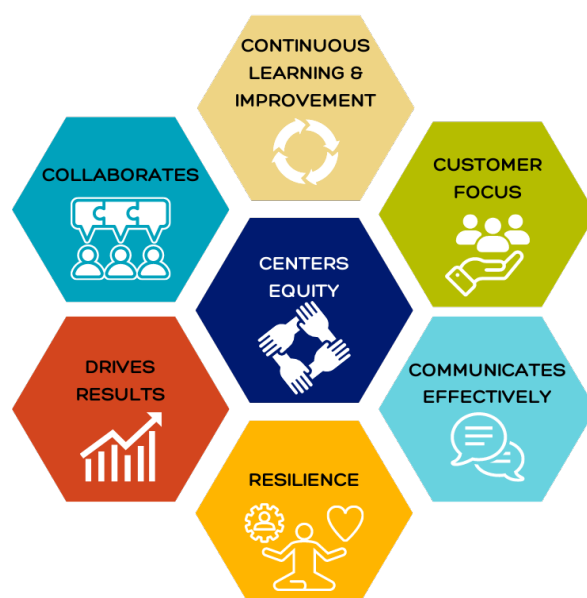 CONTINUOUS
LEARNING &
IMPROVEMENT
COLLABORATES
CUSTOMER
FOCUS
CENTERS
EQUITY
DRIVES
RESULTS
COMMUNICATES
EFFECTIVELY
RESILIENCE